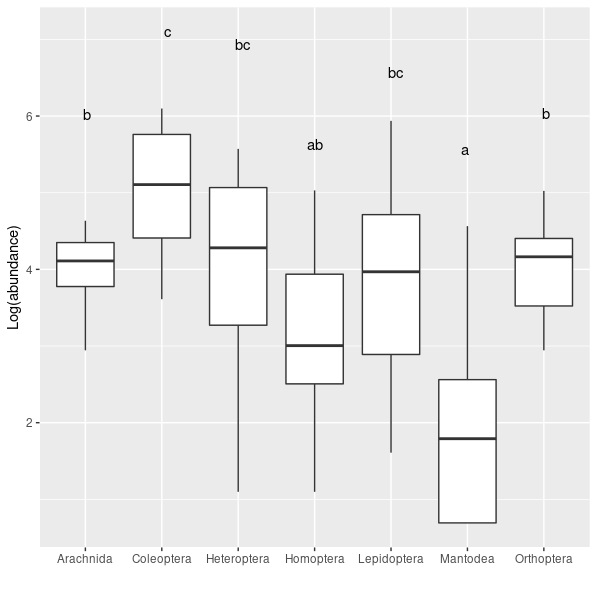 c
bc
bc
b
b
ab
a
6
4
2
Log(abundance)
Arachnida Coleoptera Heteroptera Homoptera Lepidoptera Mantodea Orthoptera